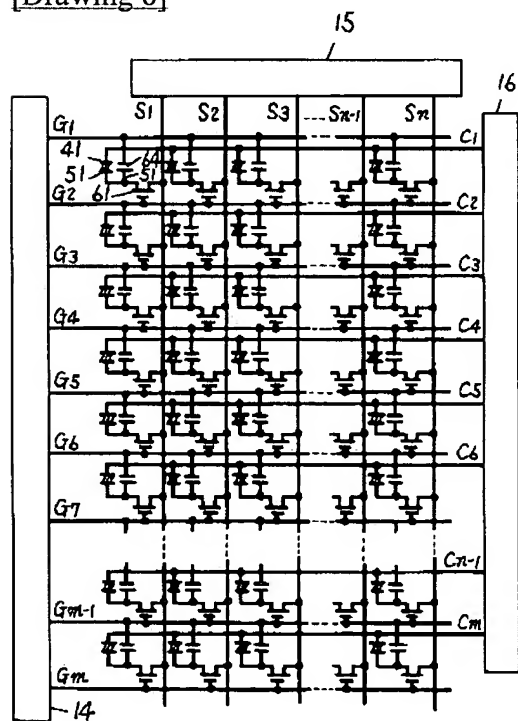 [Drawing 6]
15
16
S1 S2 S3 ---- Sn-1 Sn
G1 C1
41 64
51 51
61
G2 C2
G3 C3
G4 C4
G5 C5
G6 C6
G7
Cn-1
Gm-1 Cm
Gm
14